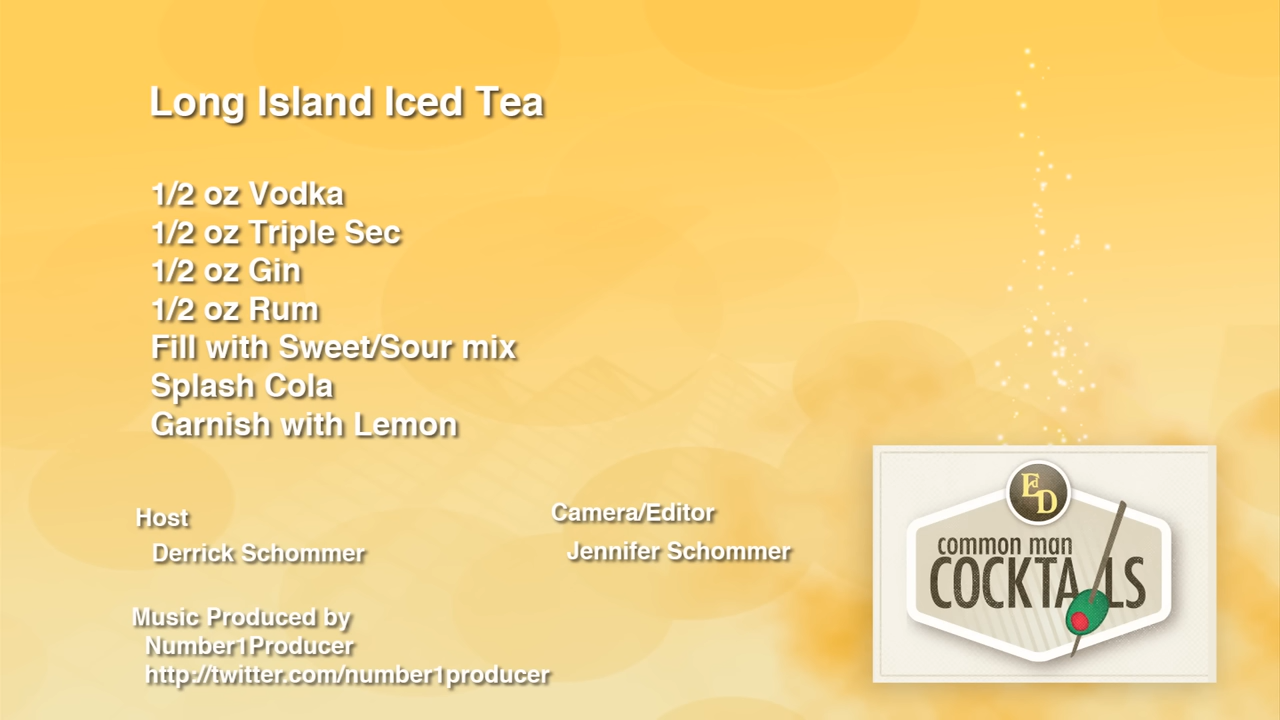 Long Island Iced Tea
1/2 oz Vodka
1/2 oz Triple Sec
1/2 oz Gin
1/2 oz Rum
Fill with Sweet/Sour mix
Splash Cola
Garnish with Lemon
Host
Derrick Schommer
Camera/Editor
Jennifer Schommer
Music Produced by
Number1Producer
http://twitter.com/number1producer
Ed D
common man
COCKTAILS